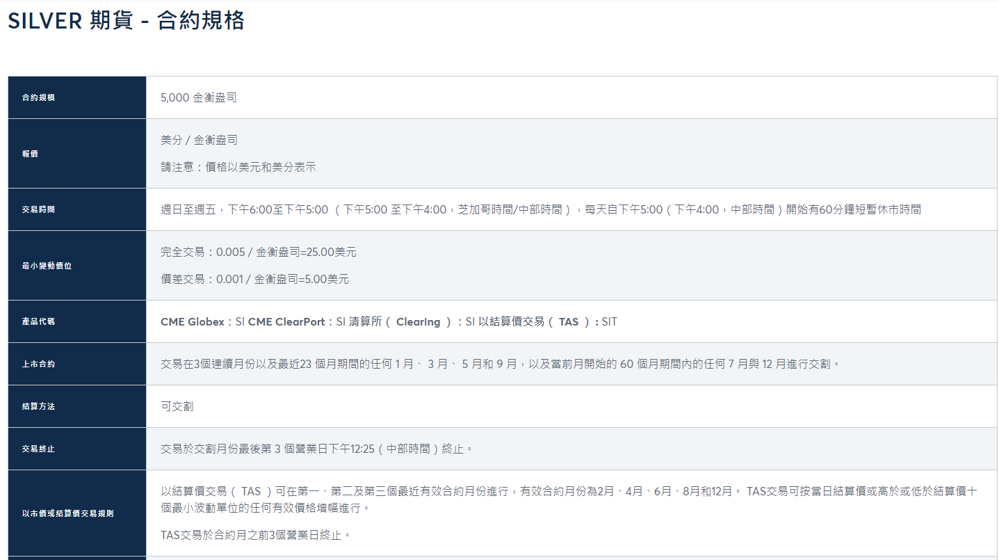 SILVER 期貨 - 合約規格
合約規模
5,000 金衡盎司
報價
美分 / 金衡盎司
請注意：價格以美元和美分表示
交易時間
週日至週五，下午6:00至下午5:00 （下午5:00 至下午4:00，芝加哥時間/中部時間），每天自下午5:00（下午4:00，中部時間）開始有60分鐘短暫休市時間
最小變動價位
完全交易：0.005 / 金衡盎司=25.00美元
價差交易：0.001 / 金衡盎司=5.00美元
產品代碼
CME Globex：SI CME ClearPort：SI 清算所（ Clearing ）：SI 以結算價交易（ TAS ）: SIT
上市合約
交易在3個連續月份以及最近23 個月期間的任何 1 月、 3 月、 5 月和 9 月，以及當前月開始的 60 個月期間內的任何 7 月與 12 月進行交割。
結算方法
可交割
交易終止
交易於交割月份最後第 3 個營業日下午12:25（中部時間）終止。
以市價或結算價交易規則
以結算價交易（ TAS ）可在第一、第二及第三個最近有效合約月份進行，有效合約月份為2月、4月、6月、8月和12月。 TAS交易可按當日結算價或高於或低於結算價十
個最小波動單位的任何有效價格增幅進行。
TAS交易於合約月之前3個營業日終止。